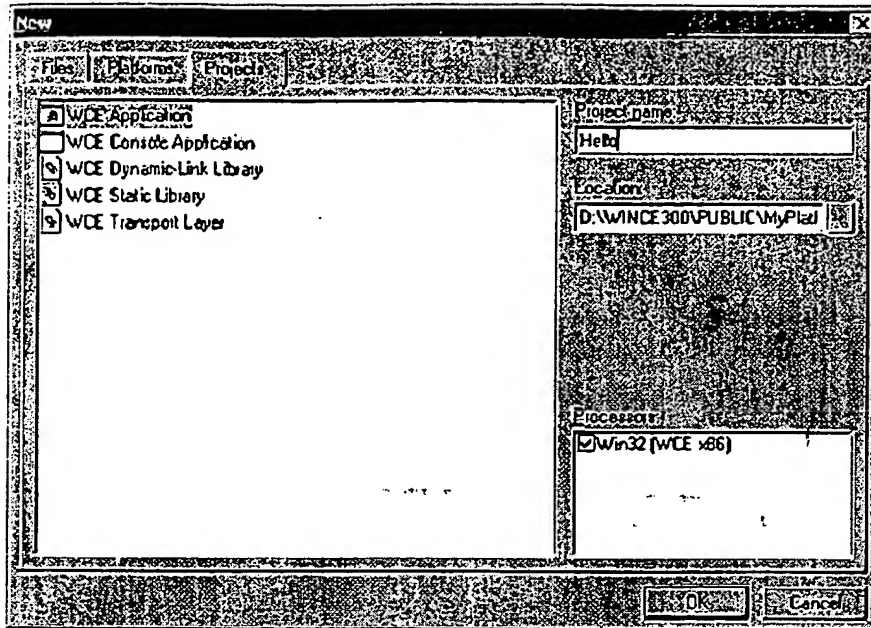 New
Files Platforms Projects
WCE Application
WCE Console Application
WCE Dynamic-Link Library
WCE Static Library
WCE Transport Layer
Project name:
Hello
Location:
D:\WINCE300\PUBLIC\MyPlatf
Processors:
Win32 (WCE x86)
OK Cancel